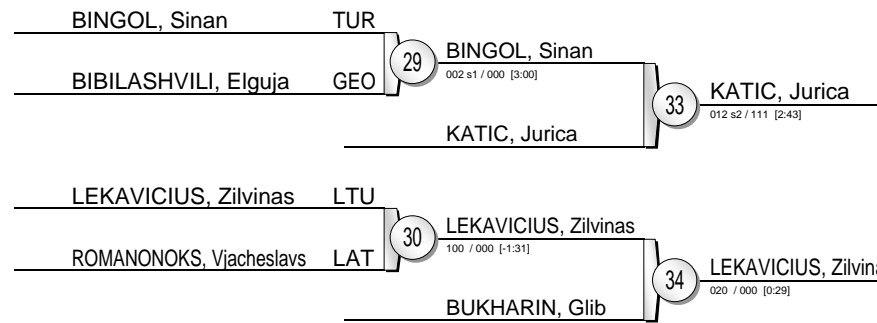 BINGOL, Sinan TUR
29
BINGOL, Sinan
002 s1 / 000 [3:00]
BIBILASHVILI, Elguja GEO
33
KATIC, Jurica
012 s2 / 111 [2:43]
KATIC, Jurica
LEKAVICIUS, Zilvinas LTU
30
LEKAVICIUS, Zilvinas
100 / 000 [-1:31]
ROMANONOKS, Vjacheslavs LAT
34
LEKAVICIUS, Zilvina
020 / 000 [0:29]
BUKHARIN, Glib